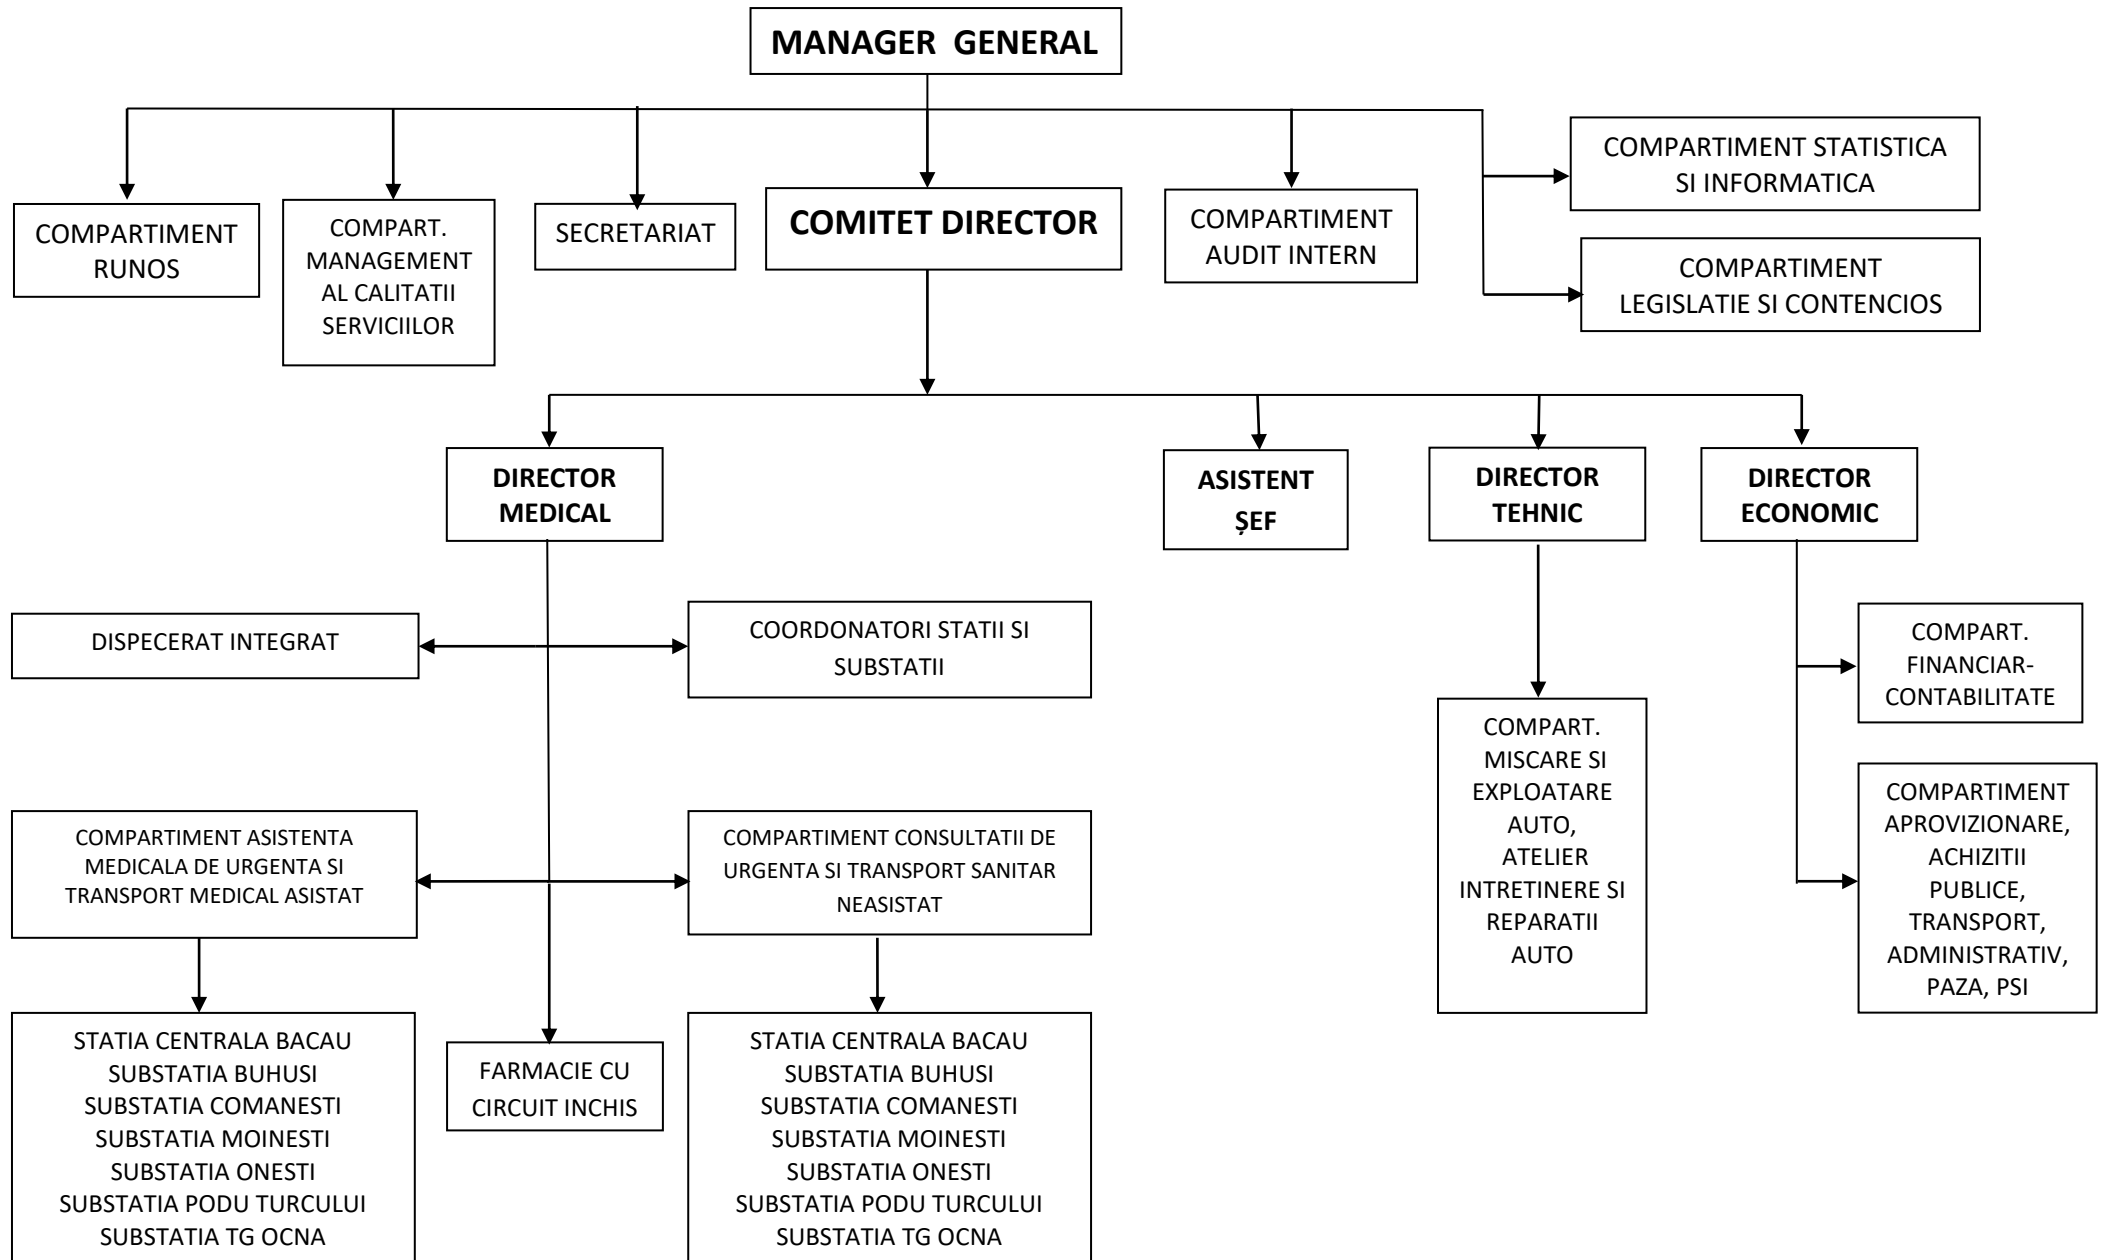 MANAGER GENERAL
COMPARTIMENT STATISTICA
SI INFORMATICA
COMPARTIMENT
RUNOS
COMPART.
MANAGEMENT
AL CALITATII
SERVICIILOR
SECRETARIAT
COMITET DIRECTOR
COMPARTIMENT
AUDIT INTERN
COMPARTIMENT
LEGISLATIE SI CONTENCIOS
DIRECTOR
MEDICAL
ASISTENT
ȘEF
DIRECTOR
TEHNIC
DIRECTOR
ECONOMIC
DISPECERAT INTEGRAT
COORDONATORI STATII SI
SUBSTATII
COMPART.
FINANCIAR-
CONTABILITATE
COMPART.
MISCARE SI
EXPLOATARE
AUTO,
ATELIER
INTRETINERE SI
REPARATII
AUTO
COMPARTIMENT
APROVIZIONARE,
ACHIZITII
PUBLICE,
TRANSPORT,
ADMINISTRATIV,
PAZA, PSI
COMPARTIMENT ASISTENTA
MEDICALA DE URGENTA SI
TRANSPORT MEDICAL ASISTAT
COMPARTIMENT CONSULTATII DE
URGENTA SI TRANSPORT SANITAR
NEASISTAT
STATIA CENTRALA BACAU
SUBSTATIA BUHUSI
SUBSTATIA COMANESTI
SUBSTATIA MOINESTI
SUBSTATIA ONESTI
SUBSTATIA PODU TURCULUI
SUBSTATIA TG OCNA
FARMACIE CU
CIRCUIT INCHIS
STATIA CENTRALA BACAU
SUBSTATIA BUHUSI
SUBSTATIA COMANESTI
SUBSTATIA MOINESTI
SUBSTATIA ONESTI
SUBSTATIA PODU TURCULUI
SUBSTATIA TG OCNA